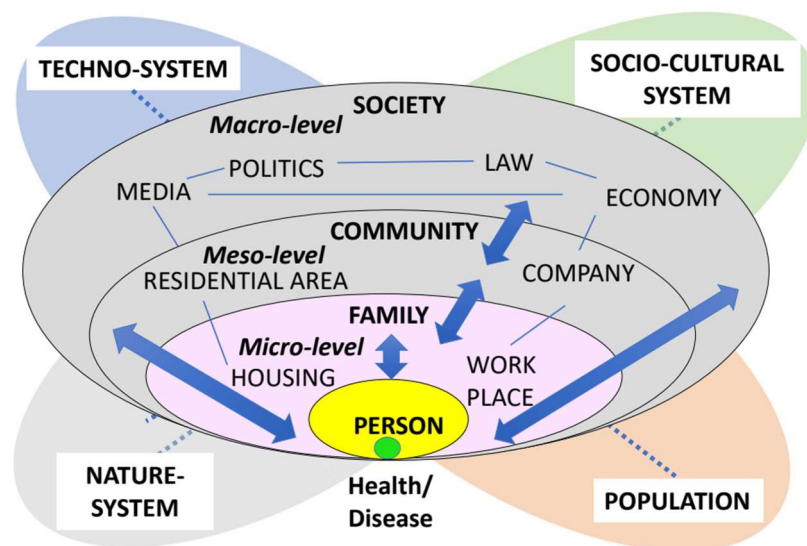 TECHNO-SYSTEM
SOCIO-CULTURAL
SYSTEM
SOCIETY
Macro-level
POLITICS
LAW
MEDIA
ECONOMY
COMMUNITY
Meso-level
RESIDENTIAL AREA
COMPANY
FAMILY
Micro-level
HOUSING
WORK
PLACE
PERSON
NATURE-
SYSTEM
Health/
Disease
POPULATION